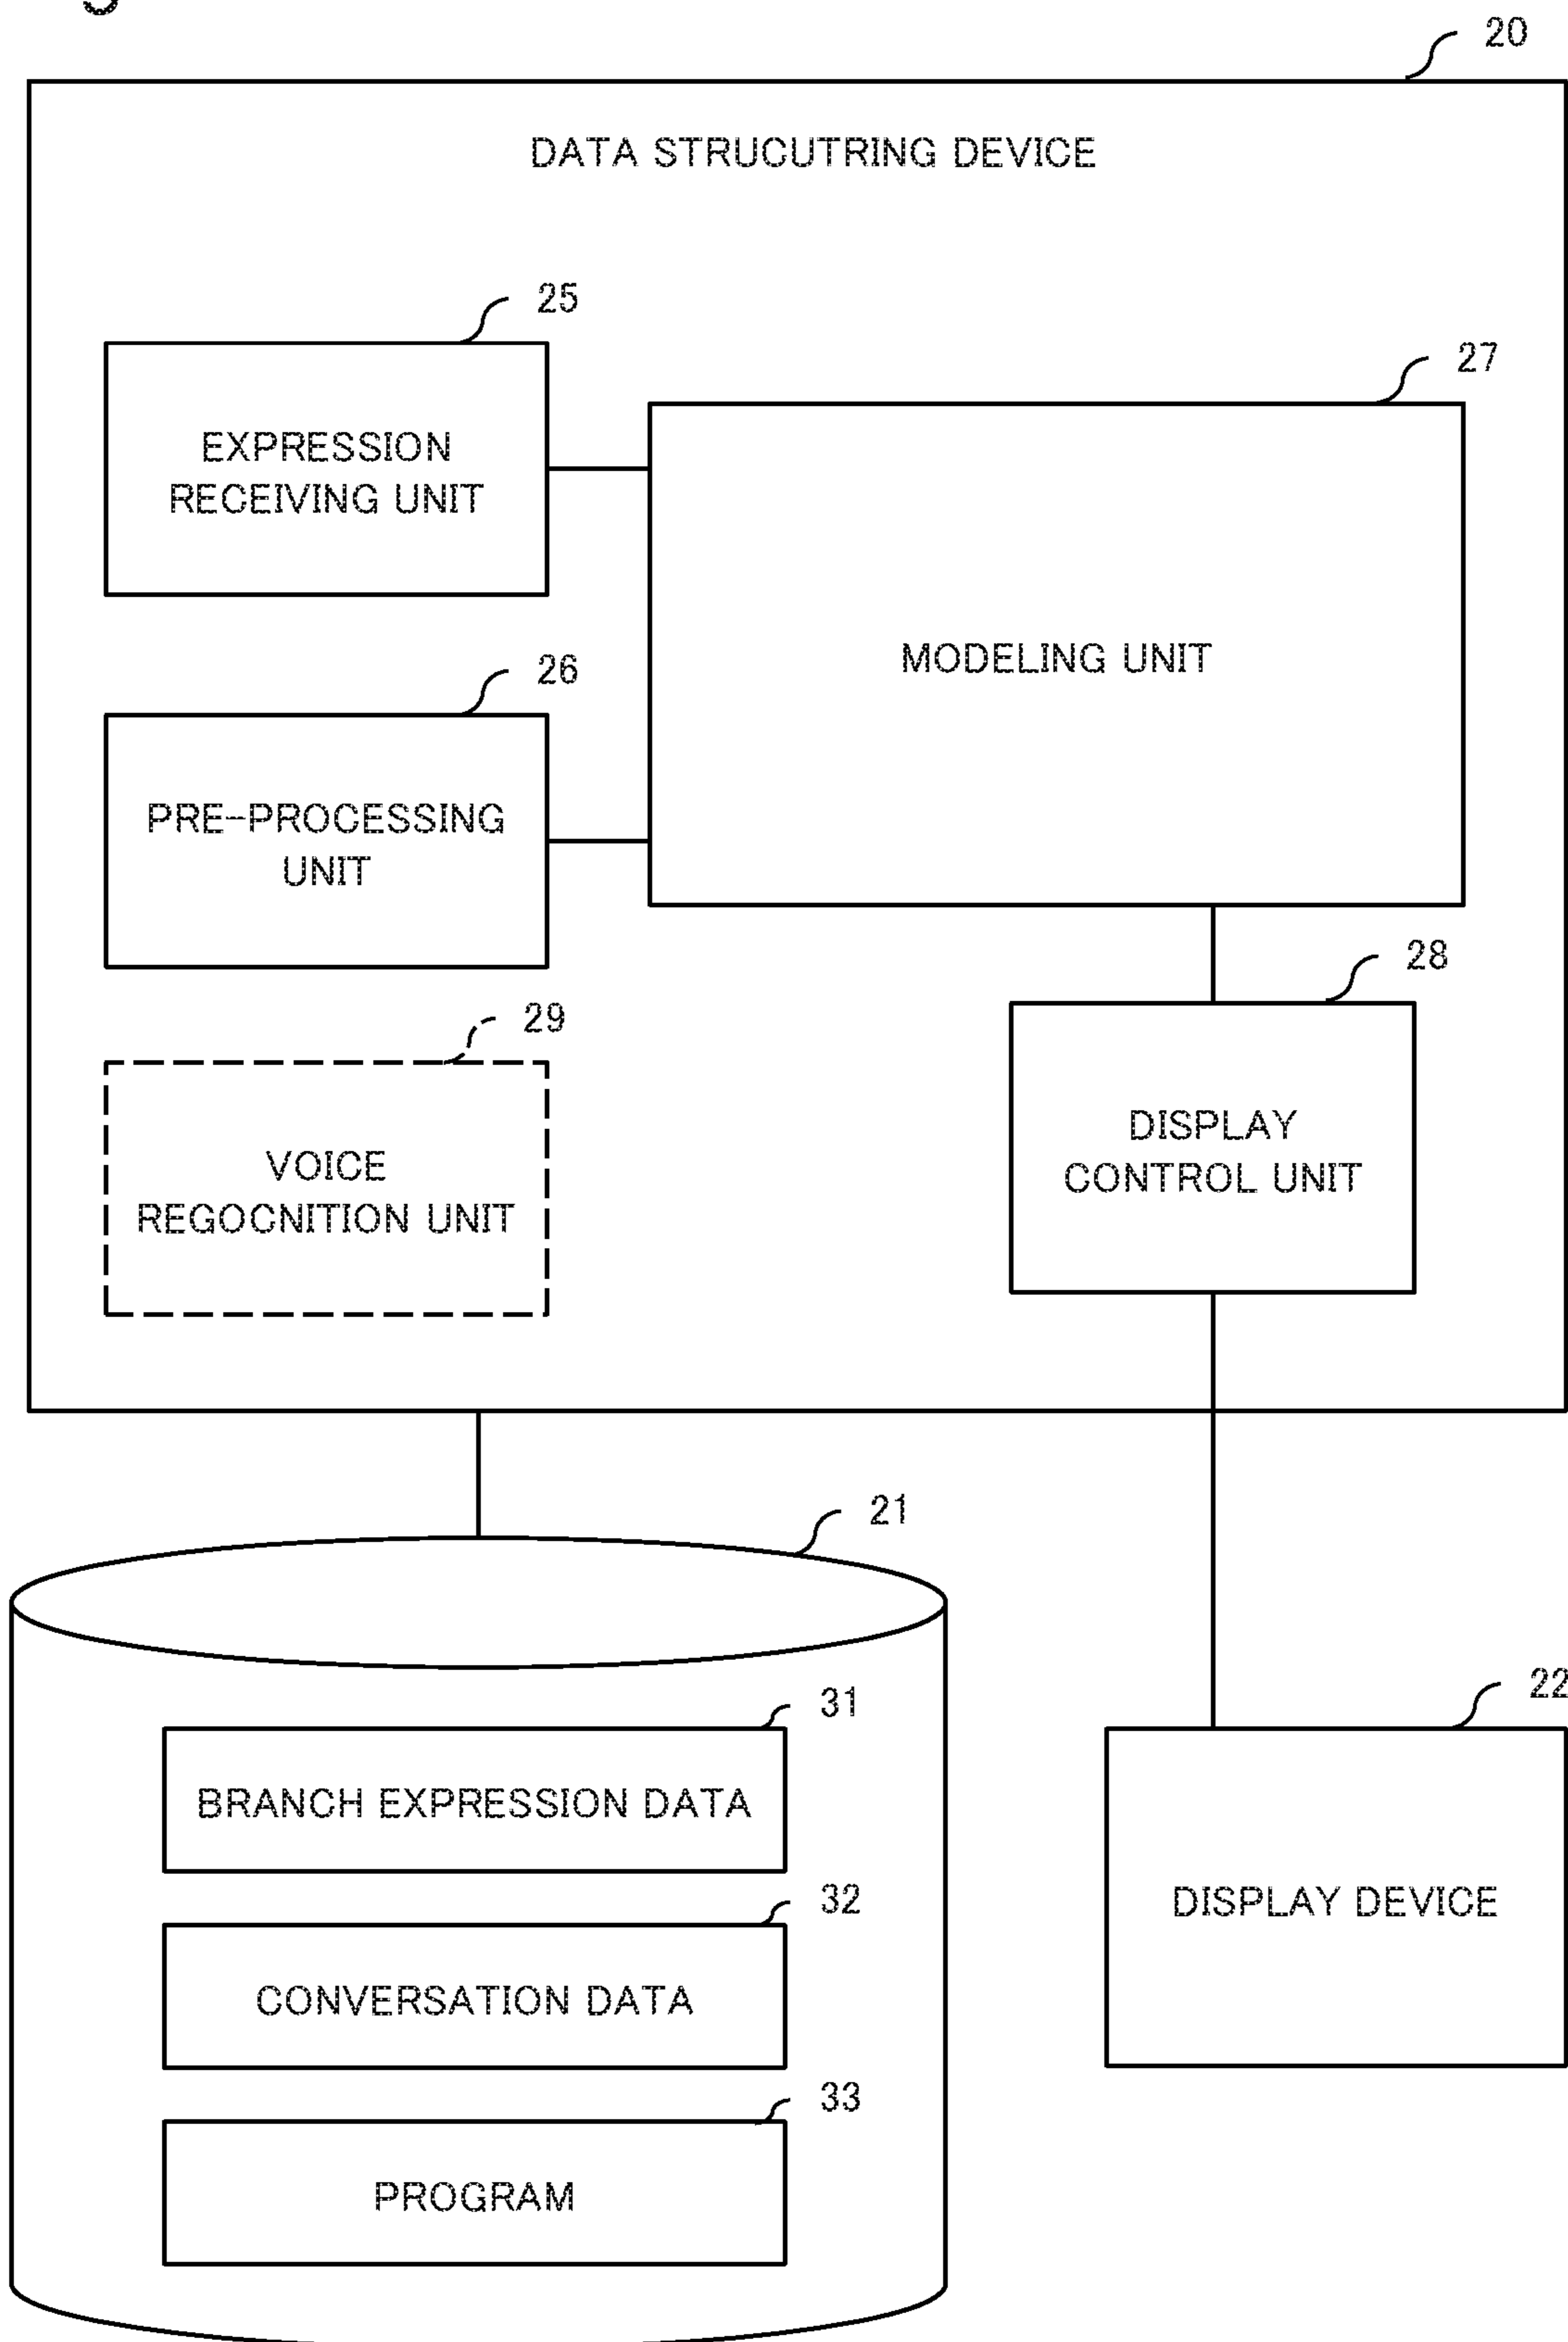 20
DATA STRUCUTRING DEVICE
25
EXPRESSION
RECEIVING UNIT
27
MODELING UNIT
26
PRE-PROCESSING
UNIT
28
DISPLAY
CONTROL UNIT
29
VOICE
REGOCNITION UNIT
21
31
BRANCH EXPRESSION DATA
32
CONVERSATION DATA
33
PROGRAM
22
DISPLAY DEVICE